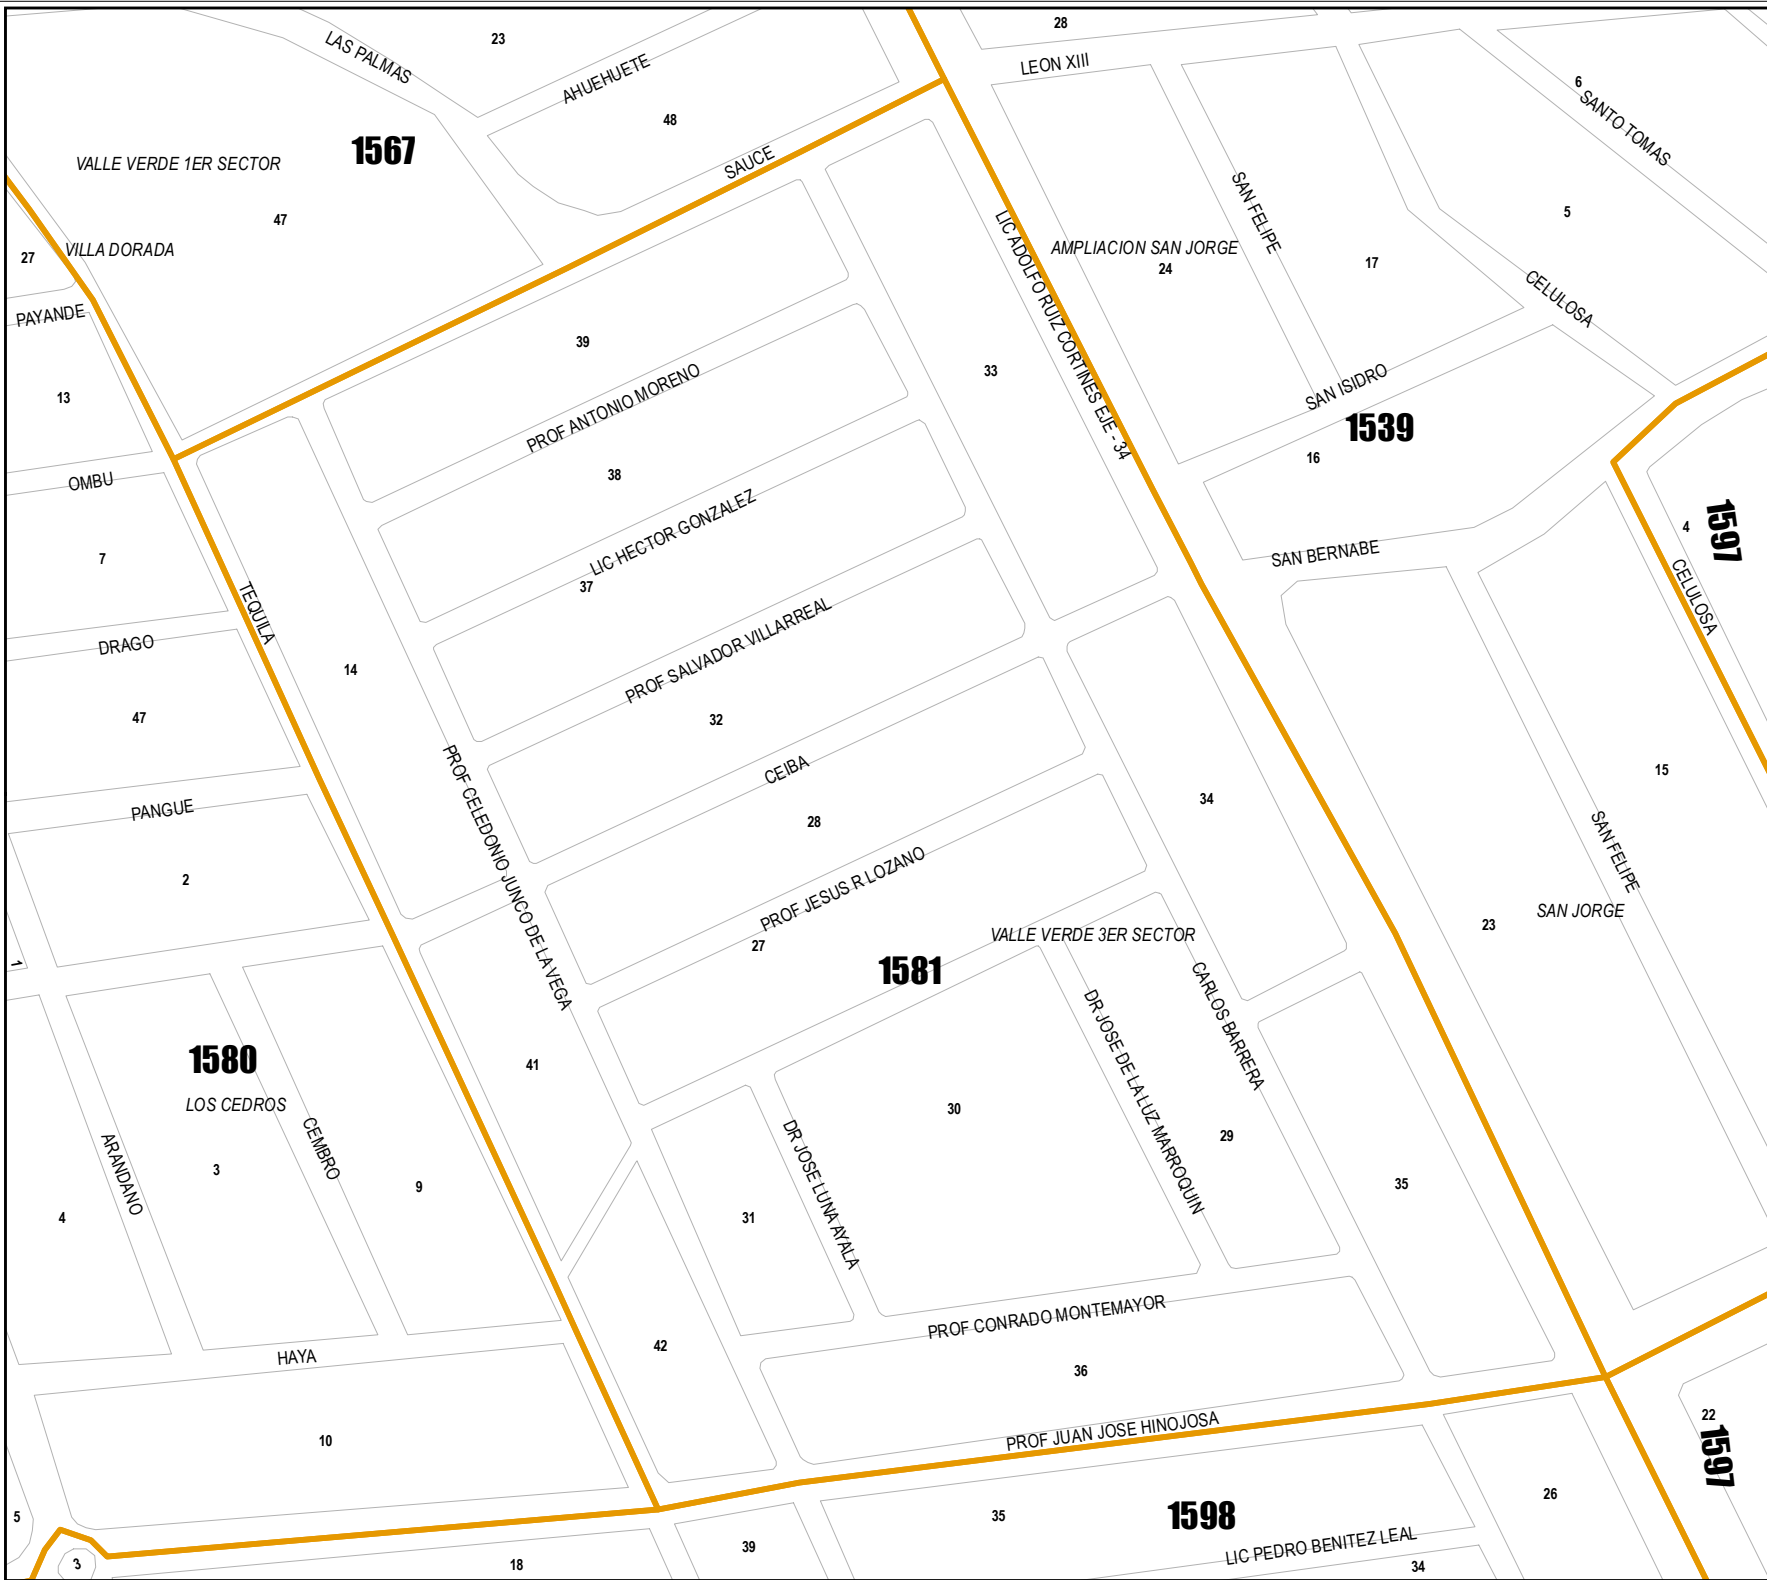 28
23
LAS PALMAS
AHUEHUETE
LEON XIII
6
SANTO TOMAS
48
1567
VALLE VERDE 1ER SECTOR
SAUCE
47
SAN FELIPE
5
27
VILLA DORADA
LIC ADOLFO RUIZ CORTINES EJE - 34
AMPLIACION SAN JORGE
24
17
CELULOSA
PAYANDE
39
33
13
PROF ANTONIO MORENO
SAN ISIDRO
1539
16
OMBU
38
LIC HECTOR GONZALEZ
4
1597
SAN BERNABE
7
37
CELULOSA
TEQUILA
DRAGO
PROF SALVADOR VILLARREAL
14
47
32
CEIBA
15
PANGUE
PROF CELEDONIO JUNCO DE LA VEGA
28
34
SAN FELIPE
2
PROF JESUS R LOZANO
SAN JORGE
23
27
VALLE VERDE 3ER SECTOR
1
1581
CARLOS BARRERA
DR JOSE DE LA LUZ MARROQUIN
1580
41
LOS CEDROS
30
ARANDANO
CEMBRO
DR JOSE LUNA AYALA
29
3
9
35
4
31
PROF CONRADO MONTEMAYOR
42
HAYA
36
22
1597
10
PROF JUAN JOSE HINOJOSA
26
5
35
1598
39
LIC PEDRO BENITEZ LEAL
3
18
34